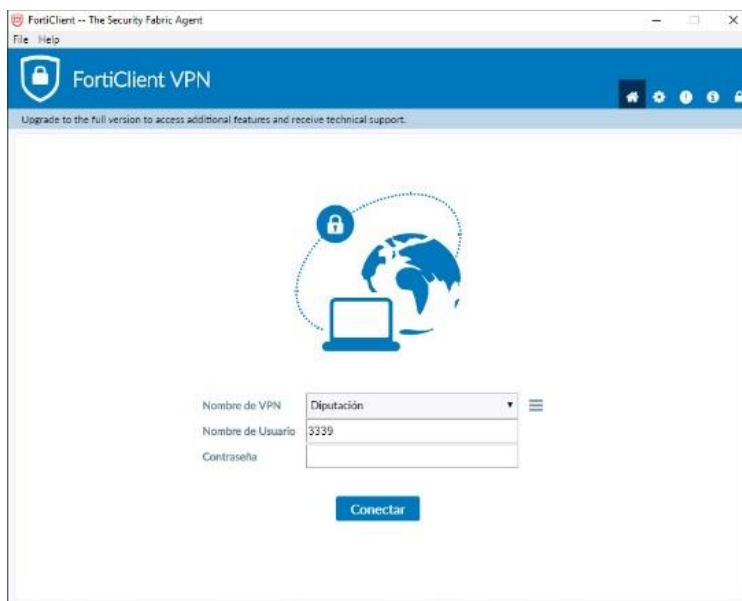 FortiClient -- The Security Fabric Agent
File Help
FortiClient VPN
Upgrade to the full version to access additional features and receive technical support.
Nombre de VPN Diputación
Nombre de Usuario 3339
Contraseña
Conectar